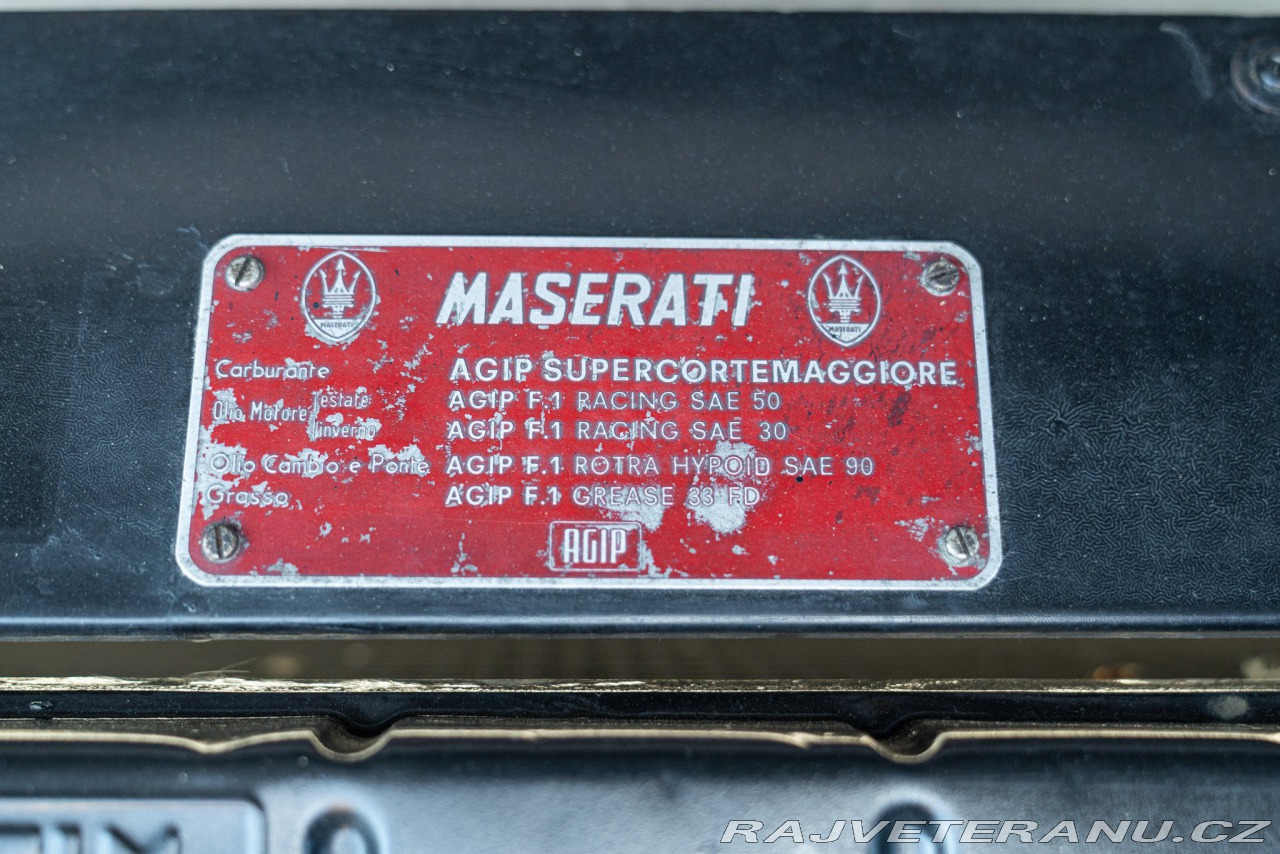 MASERATI
MASERATI
MASERATI
Carburante AGIP SUPERCORTEMAGGIORE
Olio Motore estate AGIP F.1 RACING SAE 50
inverno AGIP F.1 RACING SAE 30
Olio Cambio e Ponte AGIP F.1 ROTRA HYPOID SAE 90
Grasso AGIP F.1 GREASE 33 FD
AGIP
RAJVETERANU.CZ